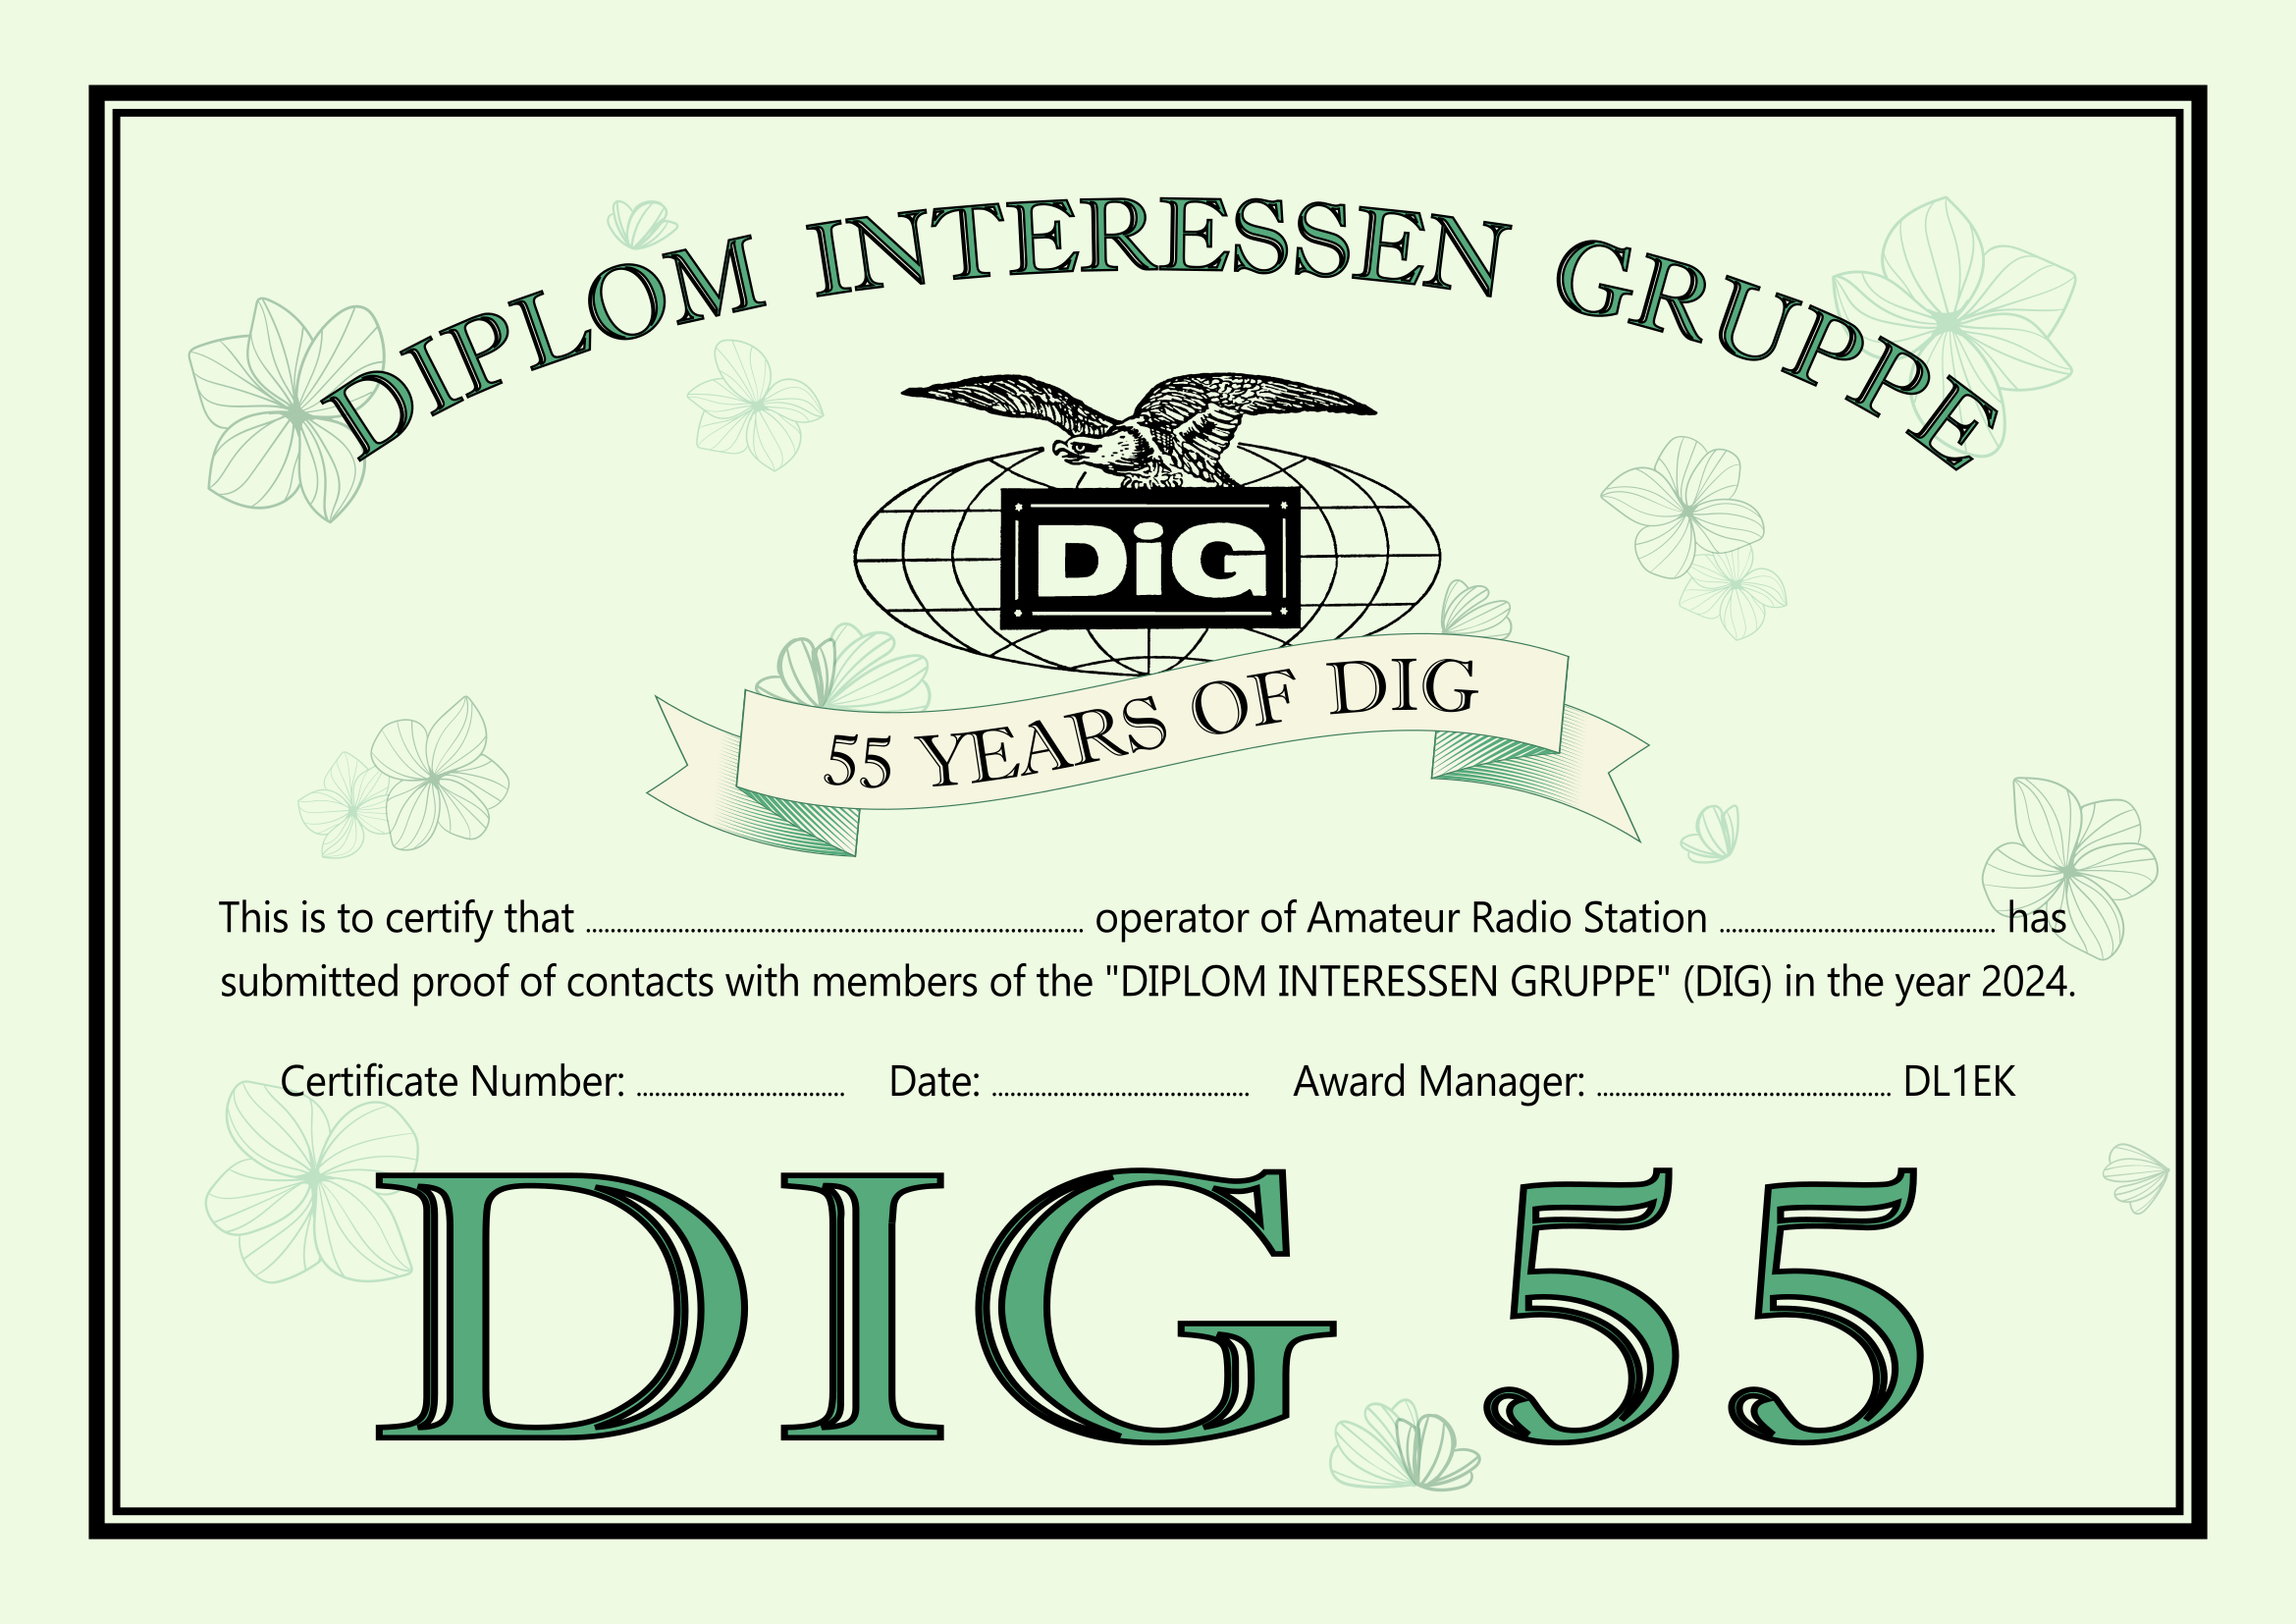 DIPLOM INTERESSEN GRUPPE
DiG
55 YEARS OF DIG
This is to certify that ........................................ operator of Amateur Radio Station ........................................ has
submitted proof of contacts with members of the "DIPLOM INTERESSEN GRUPPE" (DIG) in the year 2024.
Certificate Number: .................... Date: .................... Award Manager: .................... DL1EK
DIG 55